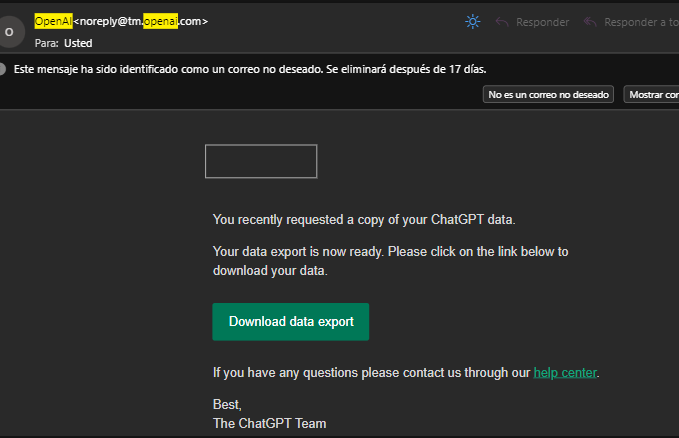 O
OpenAI<noreply@tm.openai.com>
Responder
Responder a to
Para: Usted
Este mensaje ha sido identificado como un correo no deseado. Se eliminará después de 17 días.
No es un correo no deseado
Mostrar con
You recently requested a copy of your ChatGPT data.
Your data export is now ready. Please click on the link below to
download your data.
Download data export
If you have any questions please contact us through our help center.
Best,
The ChatGPT Team